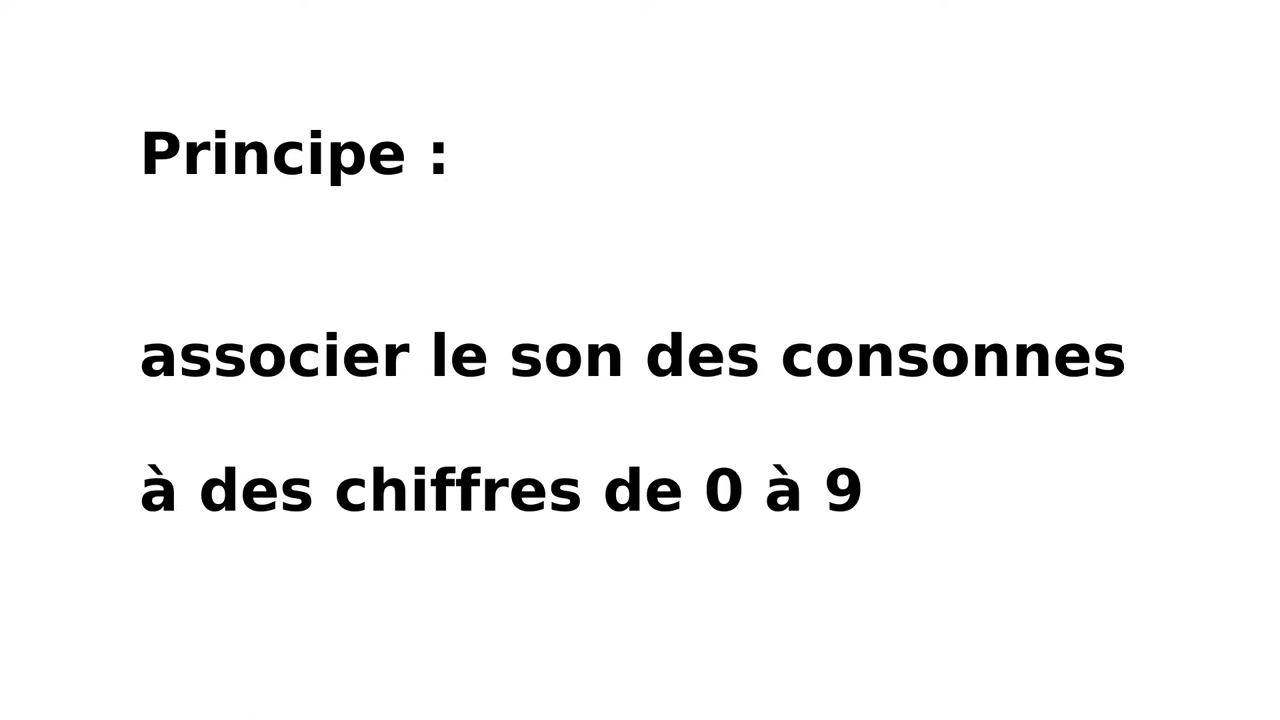 Principe :
associer le son des consonnes
à des chiffres de 0 à 9